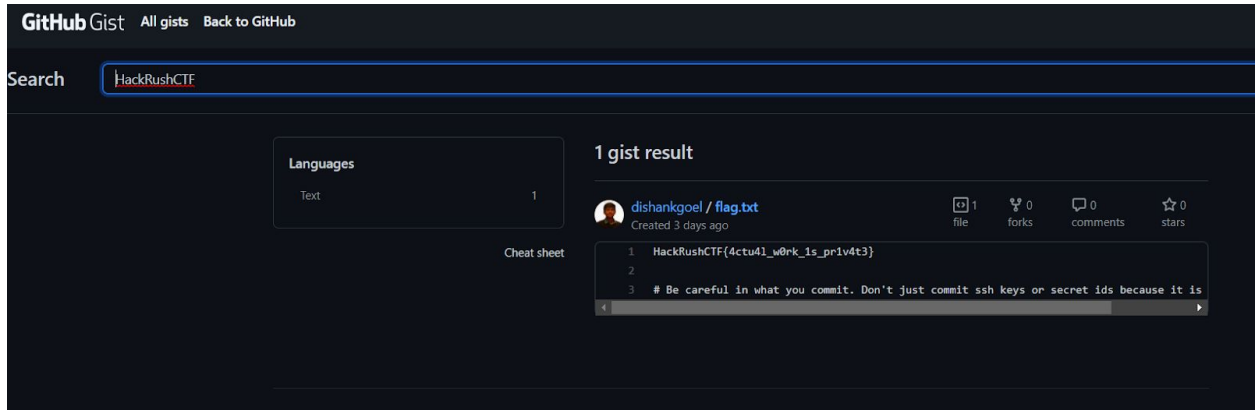 GitHub Gist All gists Back to GitHub
Search HackRushCTF
Languages
Text 1
Cheat sheet
1 gist result
dishankgoel / flag.txt
Created 3 days ago
1 file
0 forks
0 comments
0 stars
1 HackRushCTF{4ctu4l_w0rk_1s_pr1v4t3}
2
3 # Be careful in what you commit. Don't just commit ssh keys or secret ids because it is